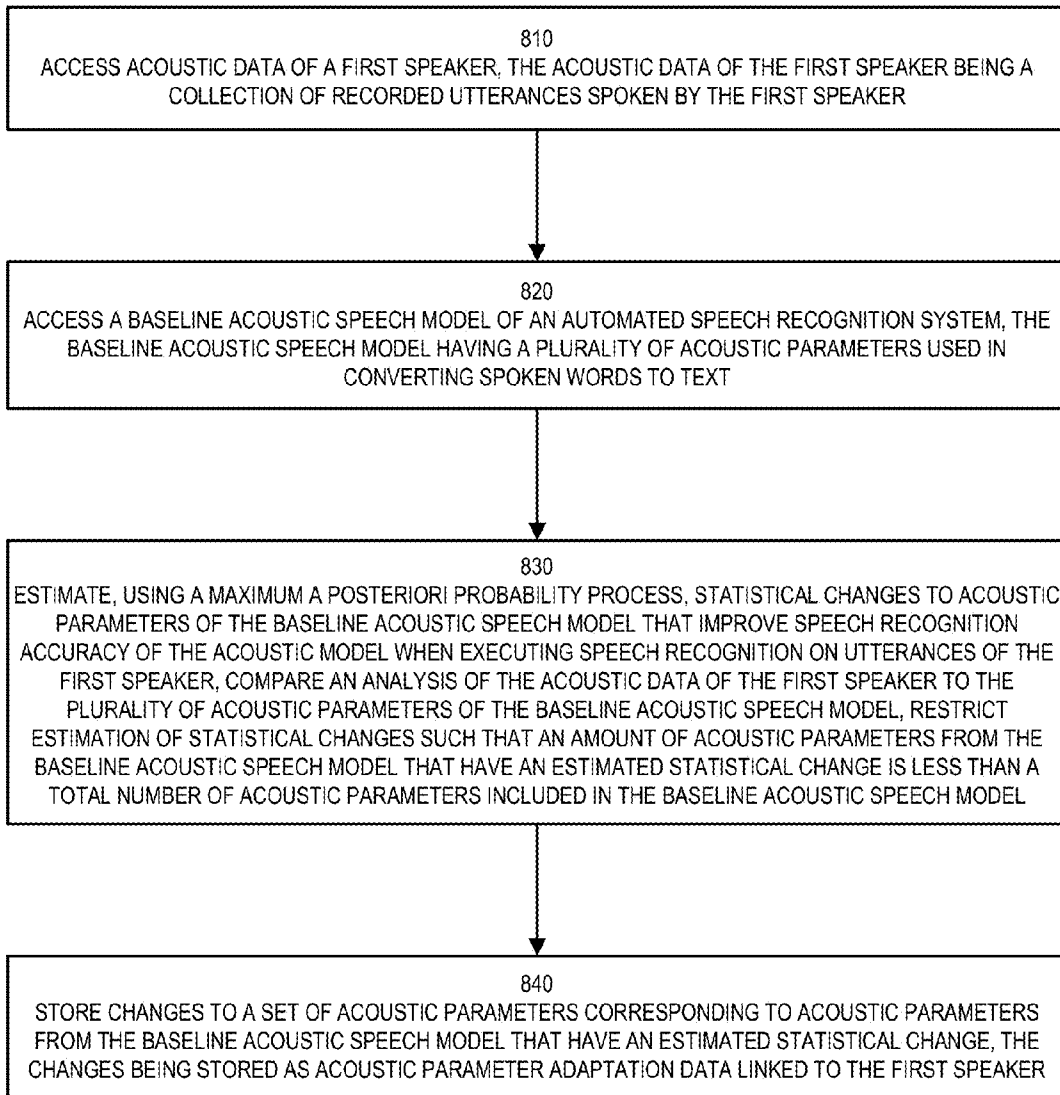 810
ACCESS ACOUSTIC DATA OF A FIRST SPEAKER, THE ACOUSTIC DATA OF THE FIRST SPEAKER BEING A
COLLECTION OF RECORDED UTTERANCES SPOKEN BY THE FIRST SPEAKER
820
ACCESS A BASELINE ACOUSTIC SPEECH MODEL OF AN AUTOMATED SPEECH RECOGNITION SYSTEM, THE
BASELINE ACOUSTIC SPEECH MODEL HAVING A PLURALITY OF ACOUSTIC PARAMETERS USED IN
CONVERTING SPOKEN WORDS TO TEXT
830
ESTIMATE, USING A MAXIMUM A POSTERIORI PROBABILITY PROCESS, STATISTICAL CHANGES TO ACOUSTIC
PARAMETERS OF THE BASELINE ACOUSTIC SPEECH MODEL THAT IMPROVE SPEECH RECOGNITION
ACCURACY OF THE ACOUSTIC MODEL WHEN EXECUTING SPEECH RECOGNITION ON UTTERANCES OF THE
FIRST SPEAKER, COMPARE AN ANALYSIS OF THE ACOUSTIC DATA OF THE FIRST SPEAKER TO THE
PLURALITY OF ACOUSTIC PARAMETERS OF THE BASELINE ACOUSTIC SPEECH MODEL, RESTRICT
ESTIMATION OF STATISTICAL CHANGES SUCH THAT AN AMOUNT OF ACOUSTIC PARAMETERS FROM THE
BASELINE ACOUSTIC SPEECH MODEL THAT HAVE AN ESTIMATED STATISTICAL CHANGE IS LESS THAN A
TOTAL NUMBER OF ACOUSTIC PARAMETERS INCLUDED IN THE BASELINE ACOUSTIC SPEECH MODEL
840
STORE CHANGES TO A SET OF ACOUSTIC PARAMETERS CORRESPONDING TO ACOUSTIC PARAMETERS
FROM THE BASELINE ACOUSTIC SPEECH MODEL THAT HAVE AN ESTIMATED STATISTICAL CHANGE, THE
CHANGES BEING STORED AS ACOUSTIC PARAMETER ADAPTATION DATA LINKED TO THE FIRST SPEAKER